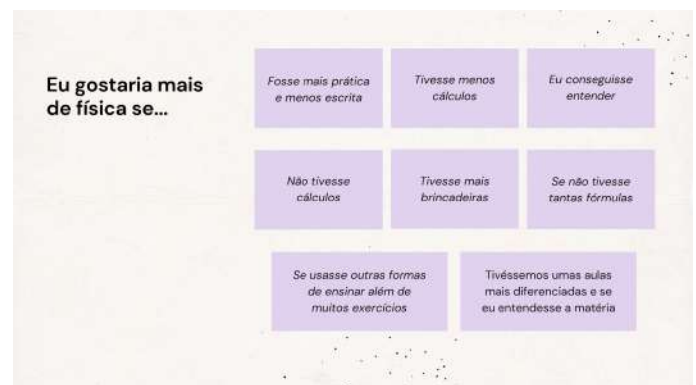 Eu gostaria mais
de física se...
Fosse mais prática
e menos escrita
Tivesse menos
cálculos
Eu conseguisse
entender
Não tivesse
cálculos
Tivesse mais
brincadeiras
Se não tivesse
tantas fórmulas
Se usasse outras formas
de ensinar além de
muitos exercícios
Tivéssemos umas aulas
mais diferenciadas e se
eu entendesse a matéria